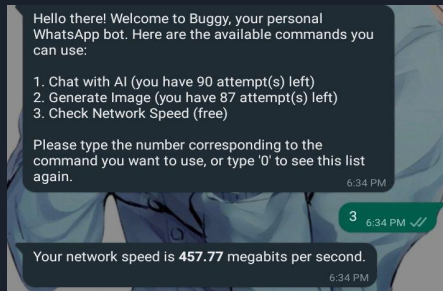 Hello there! Welcome to Buggy, your personal
WhatsApp bot. Here are the available commands you
can use:
1. Chat with AI (you have 90 attempt(s) left)
2. Generate Image (you have 87 attempt(s) left)
3. Check Network Speed (free)
Please type the number corresponding to the
command you want to use, or type '0' to see this list
again.
6:34 PM
3 6:34 PM
Your network speed is 457.77 megabits per second.
6:34 PM